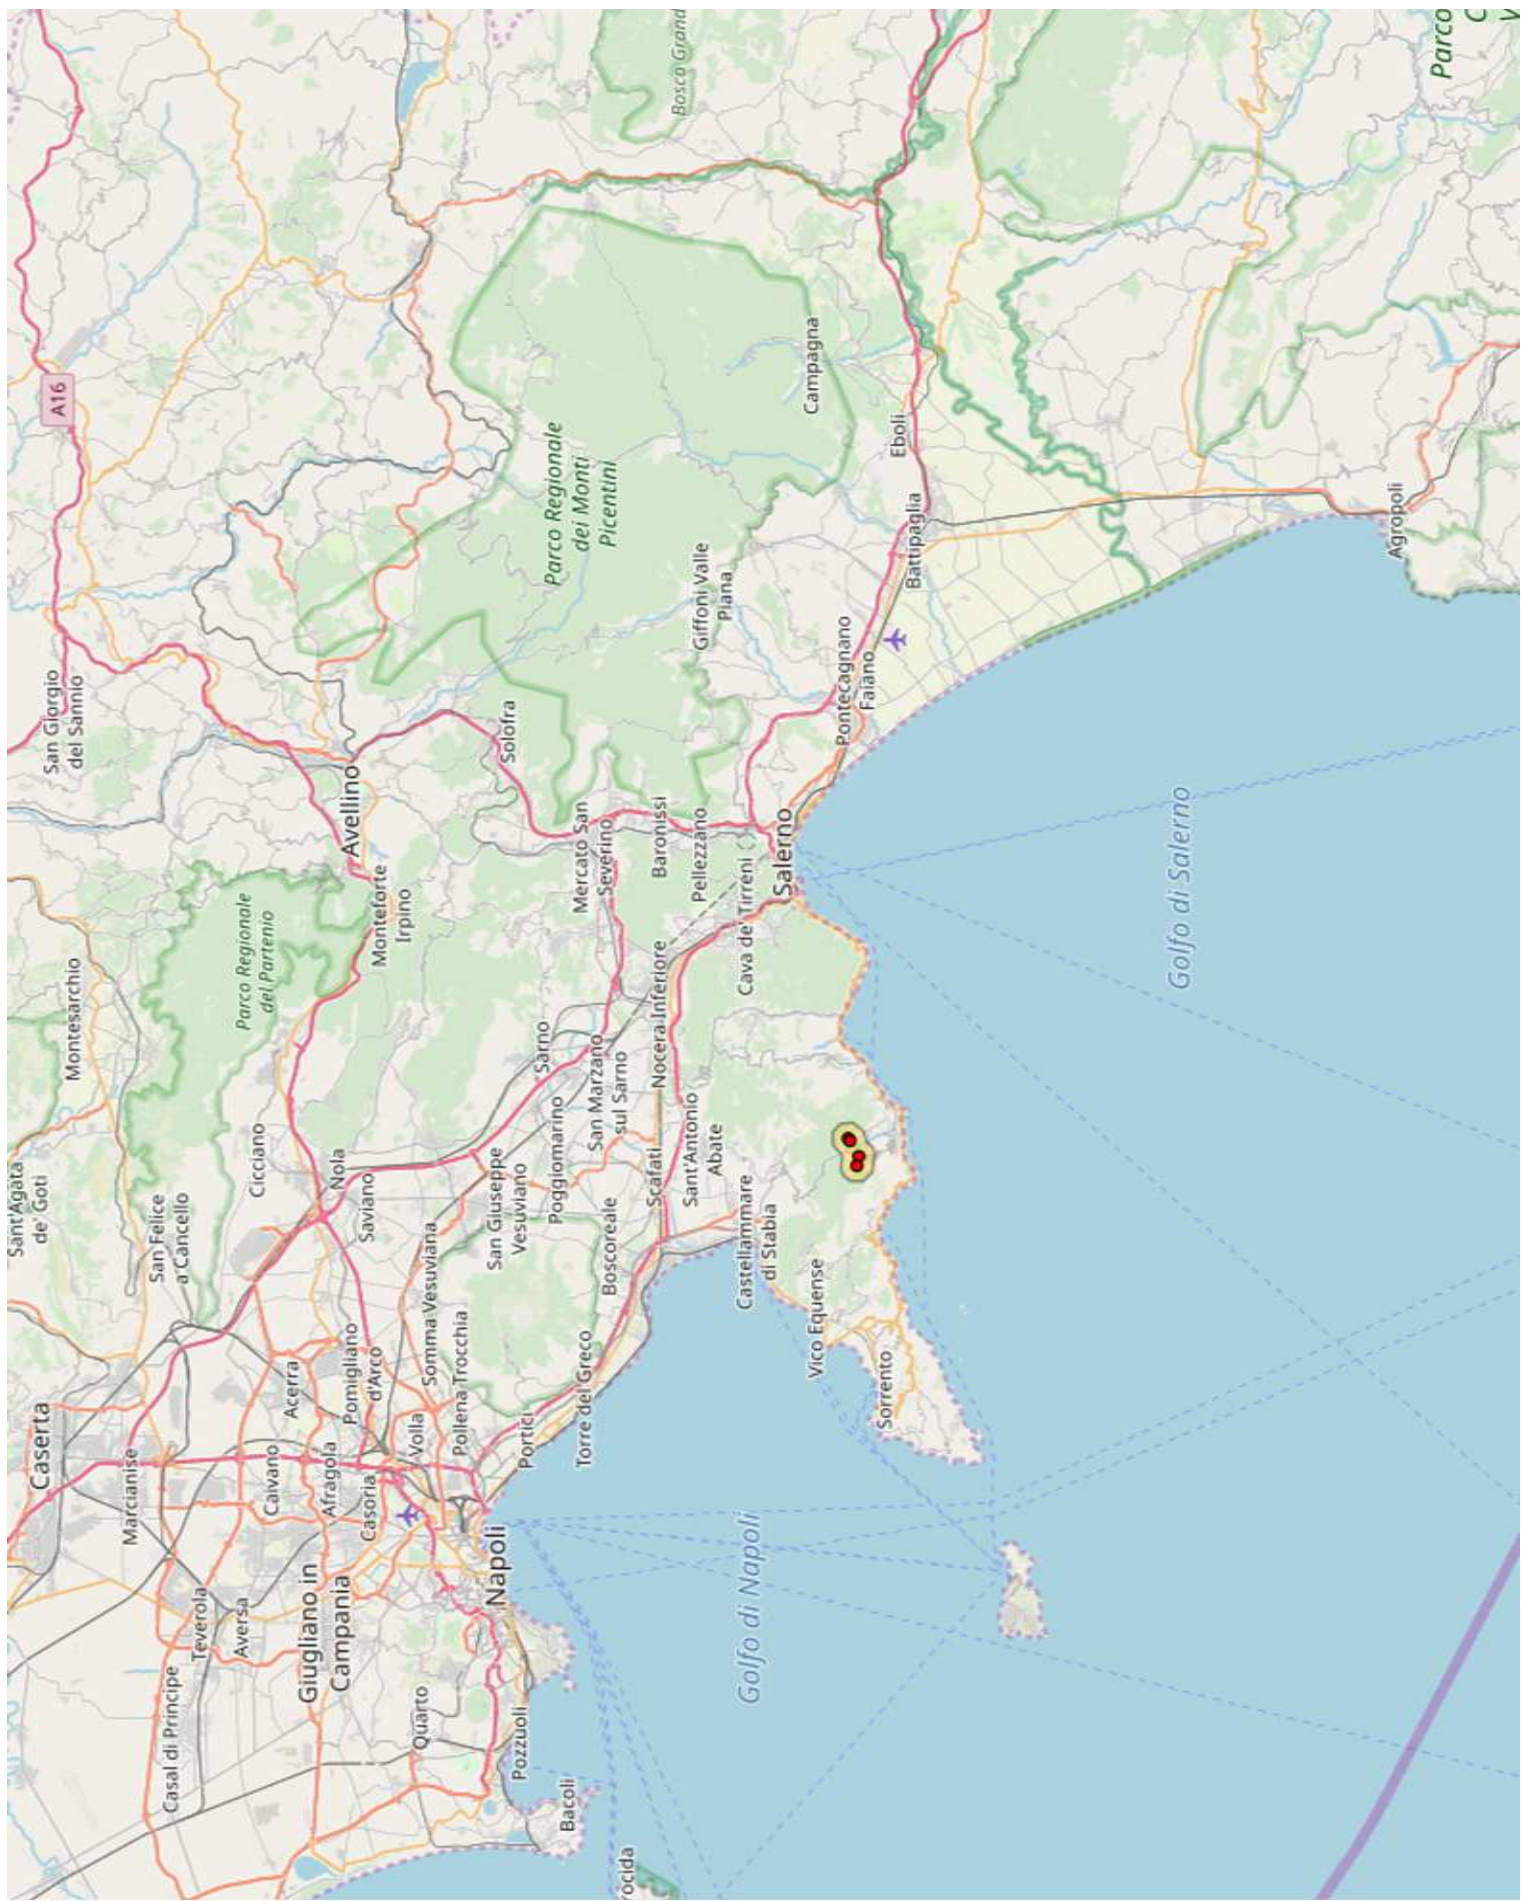 Sant'Agata
de' Goti
Caserta
San Giorgio
del Sannio
A16
Montesarchio
Marcianise
San Felice
a Cancello
Casal di Principe
Teverola
Aversa
Cicciano
Parco Regionale
del Partenio
Caivano
Acerra
Giugliano in
Campania
Afragola
Nola
Pomigliano
d'Arco
Avellino
Casoria
Saviano
Monteforte
Irpino
Quarto
Volla
Somma Vesuviana
Pollena Trocchia
Napoli
San Giuseppe
Vesuviano
Solofra
Pozzuoli
Portici
Sarno
Poggiomarino
Parco Regionale
dei Monti
Picentini
Bacoli
Torre del Greco
Mercato San
Severino
San Marzano
sul Sarno
Boscoreale
rocida
Scafati
Nocera Inferiore
Baronissi
Bosco Grand
Sant'Antonio
Abate
Pellezzano
Giffoni Valle
Piana
Golfo di Napoli
Castellammare
di Stabia
Cava de' Tirreni
Salerno
Campagna
Vico Equense
Pontecagnano
Faiano
Sorrento
Eboli
Battipaglia
Golfo di Salerno
Agropoli
Parco
C
V